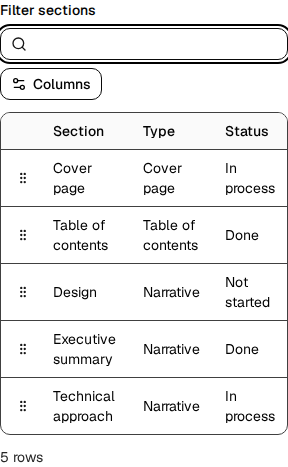 Filter sections
Columns
Section Type Status
Cover page Cover page In process
Table of contents Table of contents Done
Design Narrative Not started
Executive summary Narrative Done
Technical approach Narrative In process
5 rows